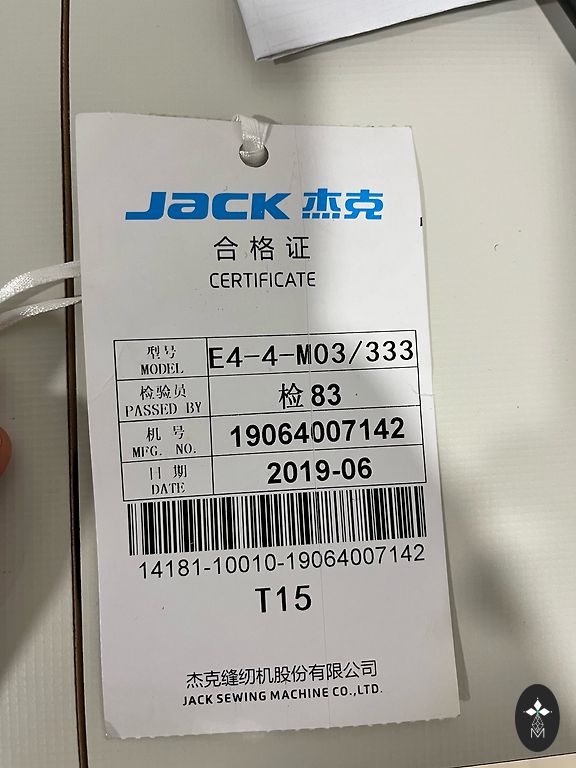 JACK 杰克
合格证
CERTIFICATE
型号 E4-4-M03/333
MODEL
检验员 检83
PASSED BY
机号 19064007142
MFG. NO.
日期 2019-06
DATE
14181-10010-19064007142
T15
杰克缝纫机股份有限公司
JACK SEWING MACHINE CO.,LTD.
M